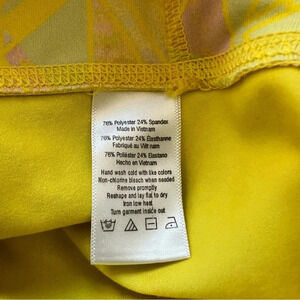 76% Polyester 24% Spandex
Made in Vietnam
76% Polyester 24% Élasthanne
Fabriqué au Viêt nam
76% Poliéster 24% Elastano
Hecho en Vietnam
Hand wash cold with like colors
Non-chlorine bleach when needed
Remove promptly
Reshape and lay flat to dry
Iron low heat
Turn garment inside out